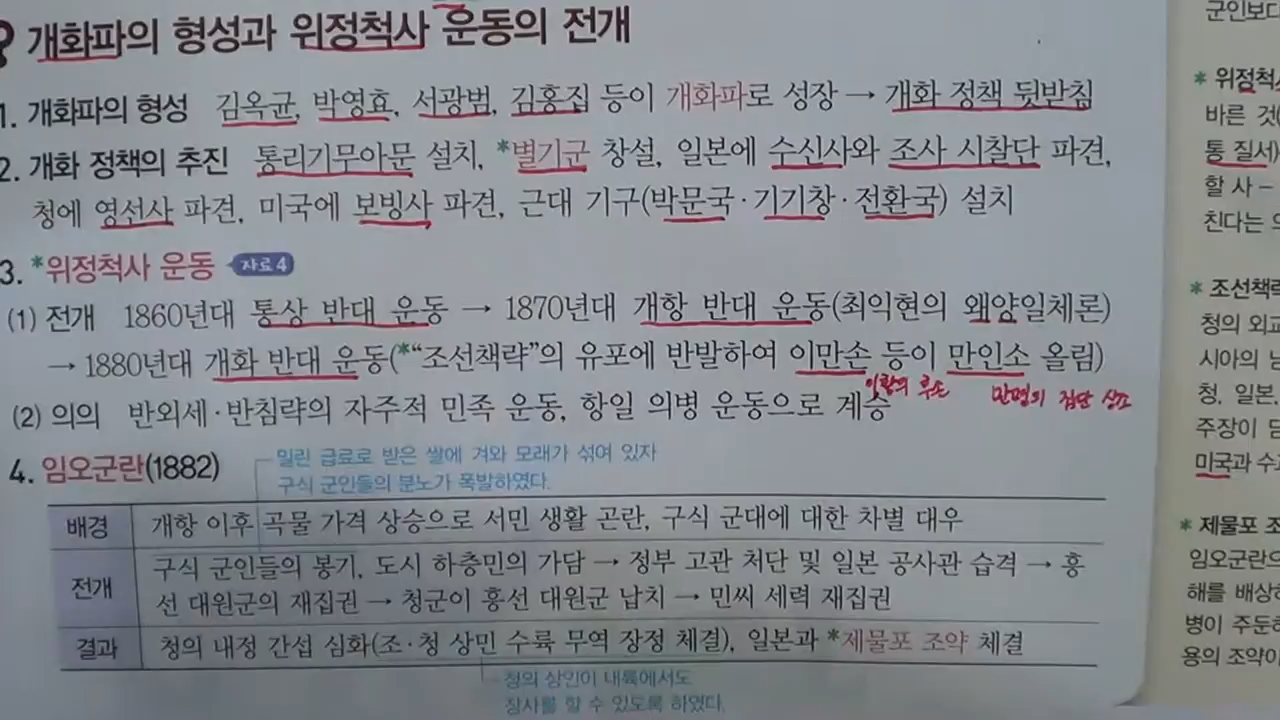 개화파의 형성과 위정척사 운동의 전개
1. 개화파의 형성 김옥균, 박영효, 서광범, 김홍집 등이 개화파로 성장 → 개화 정책 뒷받침
2. 개화 정책의 추진 통리기무아문 설치, *별기군 창설, 일본에 수신사와 조사 시찰단 파견,
청에 영선사 파견, 미국에 보빙사 파견, 근대 기구(박문국·기기창·전환국) 설치
3. *위정척사 운동 자료4
(1) 전개 1860년대 통상 반대 운동 → 1870년대 개항 반대 운동(최익현의 왜양일체론)
→ 1880년대 개화 반대 운동(*“조선책략”의 유포에 반발하여 이만손 등이 만인소 올림)
이황의 후손 만명의 집단 상소
(2) 의의 반외세·반침략의 자주적 민족 운동, 항일 의병 운동으로 계승
4. 임오군란(1882)
밀린 급료로 받은 쌀에 겨와 모래가 섞여 있자
구식 군인들의 분노가 폭발하였다.
배경 개항 이후 곡물 가격 상승으로 서민 생활 곤란, 구식 군대에 대한 차별 대우
전개 구식 군인들의 봉기, 도시 하층민의 가담 → 정부 고관 처단 및 일본 공사관 습격 → 흥
선 대원군의 재집권 → 청군이 흥선 대원군 납치 → 민씨 세력 재집권
결과 청의 내정 간섭 심화(조·청 상민 수륙 무역 장정 체결), 일본과 *제물포 조약 체결
청의 상인이 내륙에서도
장사를 할 수 있도록 하였다.
군인보다
* 위정척
바른 것
통 질서)
할 사 –
친다는
* 조선책략
청의 외교
시아의
청, 일본,
주장이
미국과 수
* 제물포 조
임오군란으
해를 배상하
병이 주둔하
용의 조약이